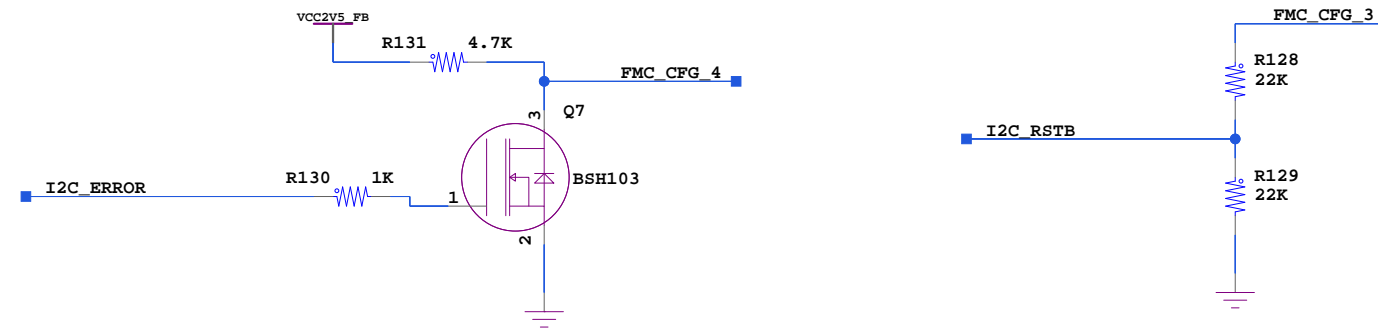 VCC2V5_FB
R131 4.7K
FMC_CFG_4
3
Q7
BSH103
I2C_ERROR
R130 1K
1
2
FMC_CFG_3
R128
22K
I2C_RSTB
R129
22K